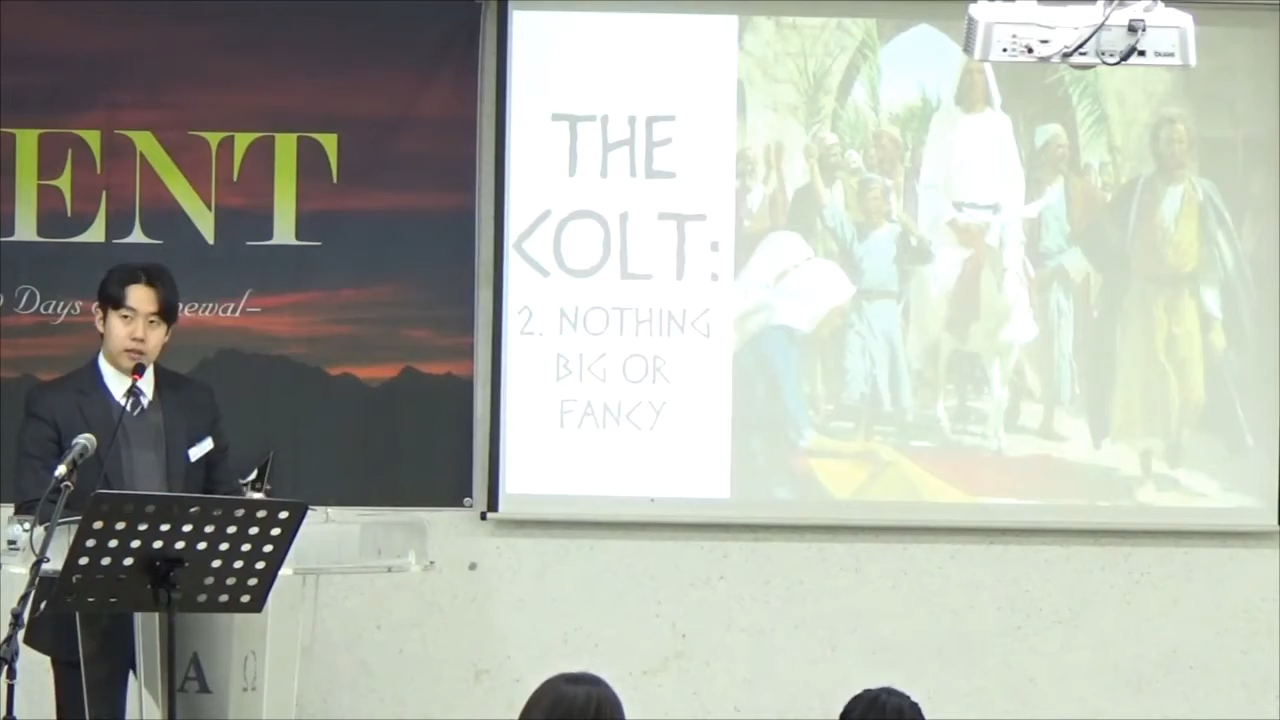 ENT
Days
ewal–
THE
COLT:
2. NOTHING
BIG OR
FANCY
A Ω